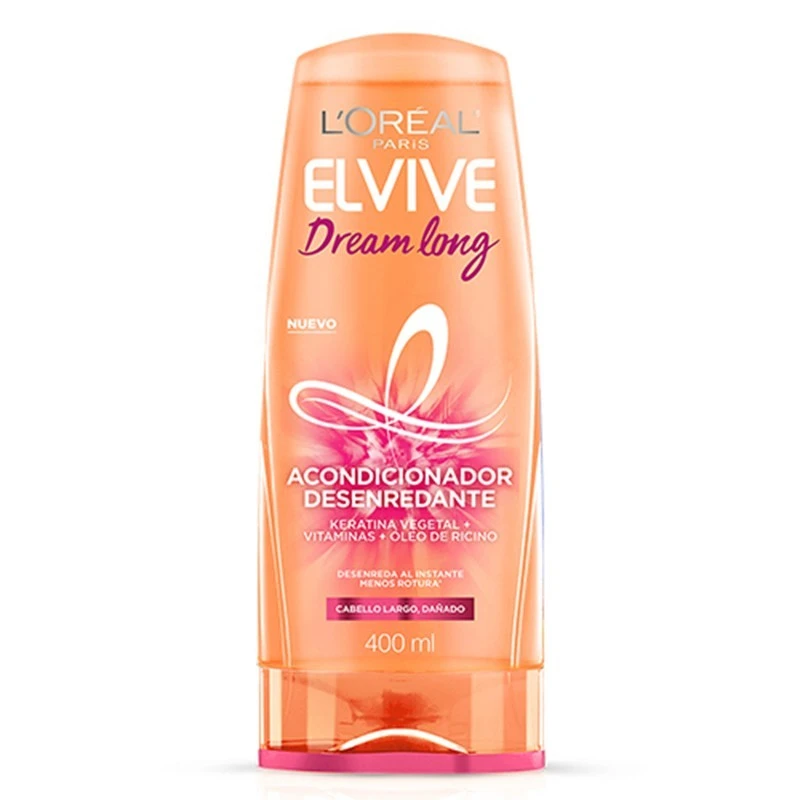 L'ORÉAL
PARIS
ELVIVE
Dream long
NUEVO
ACONDICIONADOR
DESENREDANTE
KERATINA VEGETAL +
VITAMINAS + OLEO DE RICINO
DESENREDA AL INSTANTE
MENOS ROTURA*
CABELLO LARGO, DAÑADO
400 ml